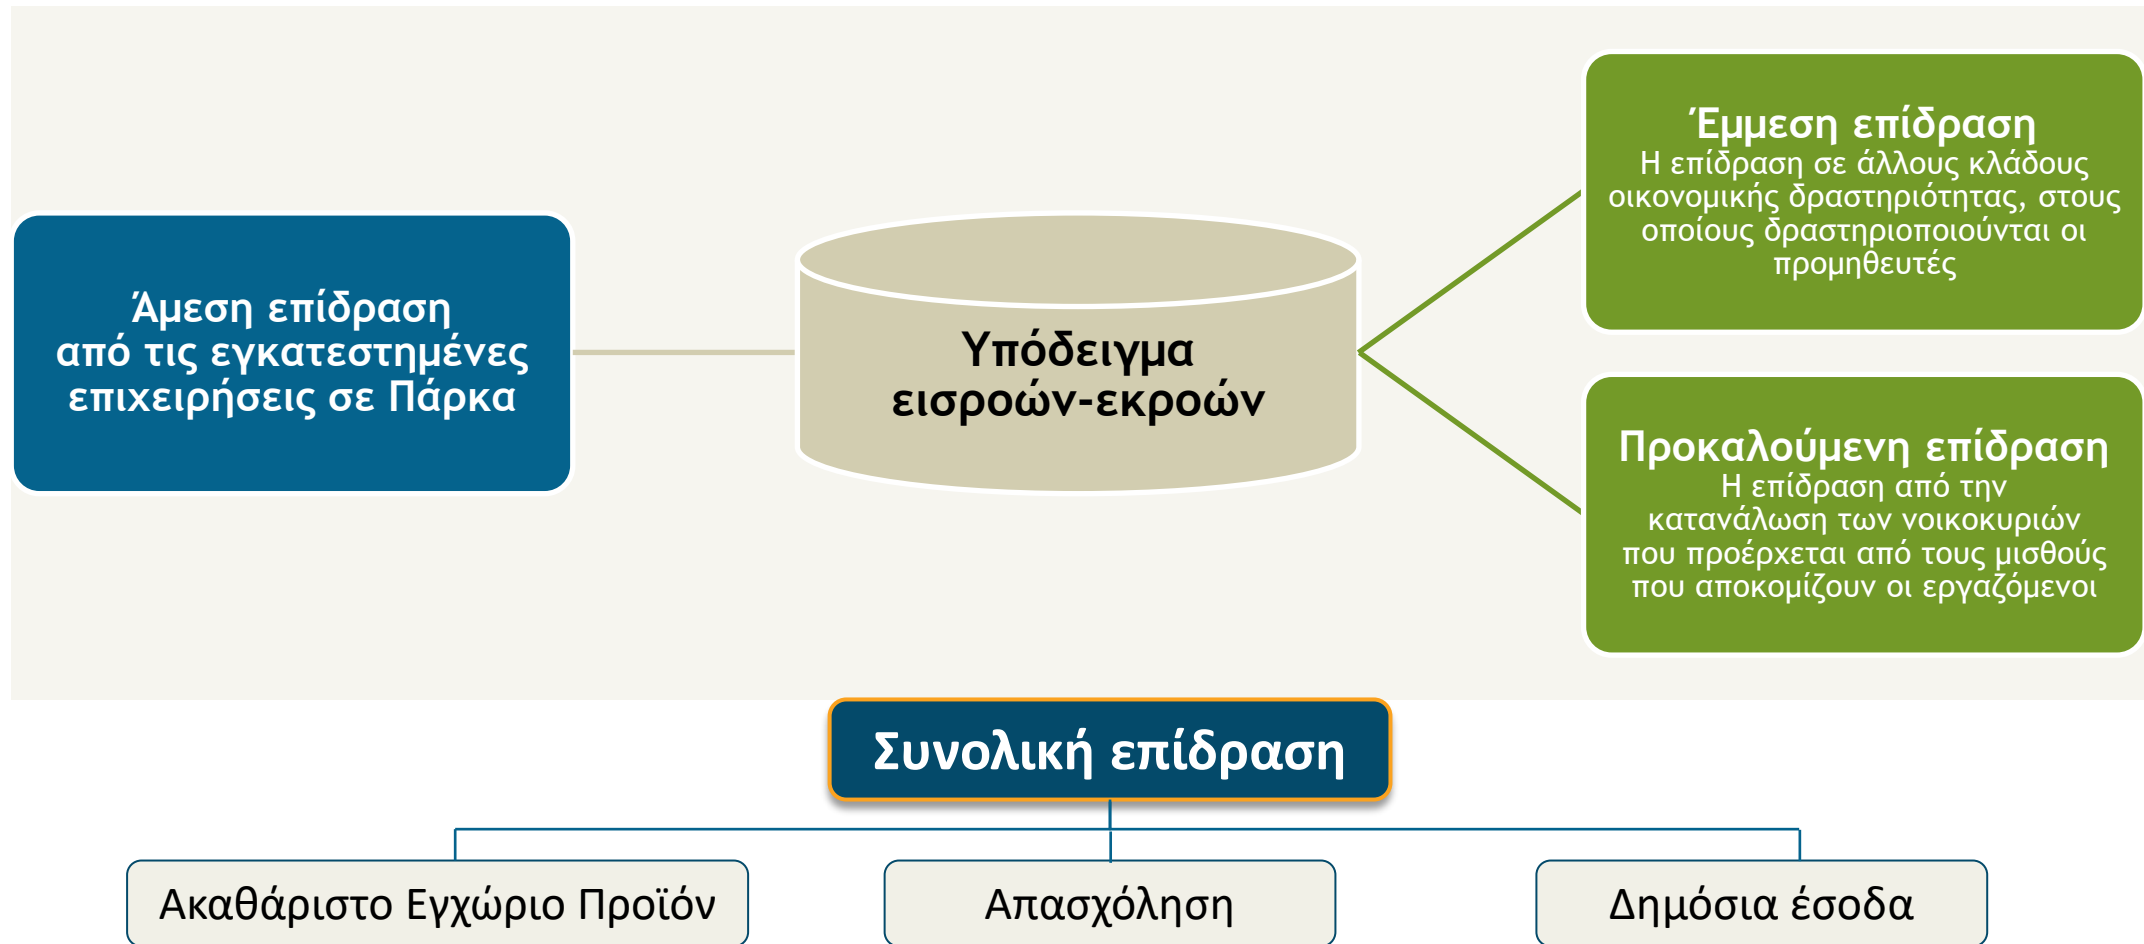 Άμεση επίδραση
από τις εγκατεστημένες
επιχειρήσεις σε Πάρκα
Υπόδειγμα
εισροών-εκροών
Έμμεση επίδραση
Η επίδραση σε άλλους κλάδους
οικονομικής δραστηριότητας, στους
οποίους δραστηριοποιούνται οι
προμηθευτές
Προκαλούμενη επίδραση
Η επίδραση από την
κατανάλωση των νοικοκυριών
που προέρχεται από τους μισθούς
που αποκομίζουν οι εργαζόμενοι
Συνολική επίδραση
Ακαθάριστο Εγχώριο Προϊόν
Απασχόληση
Δημόσια έσοδα